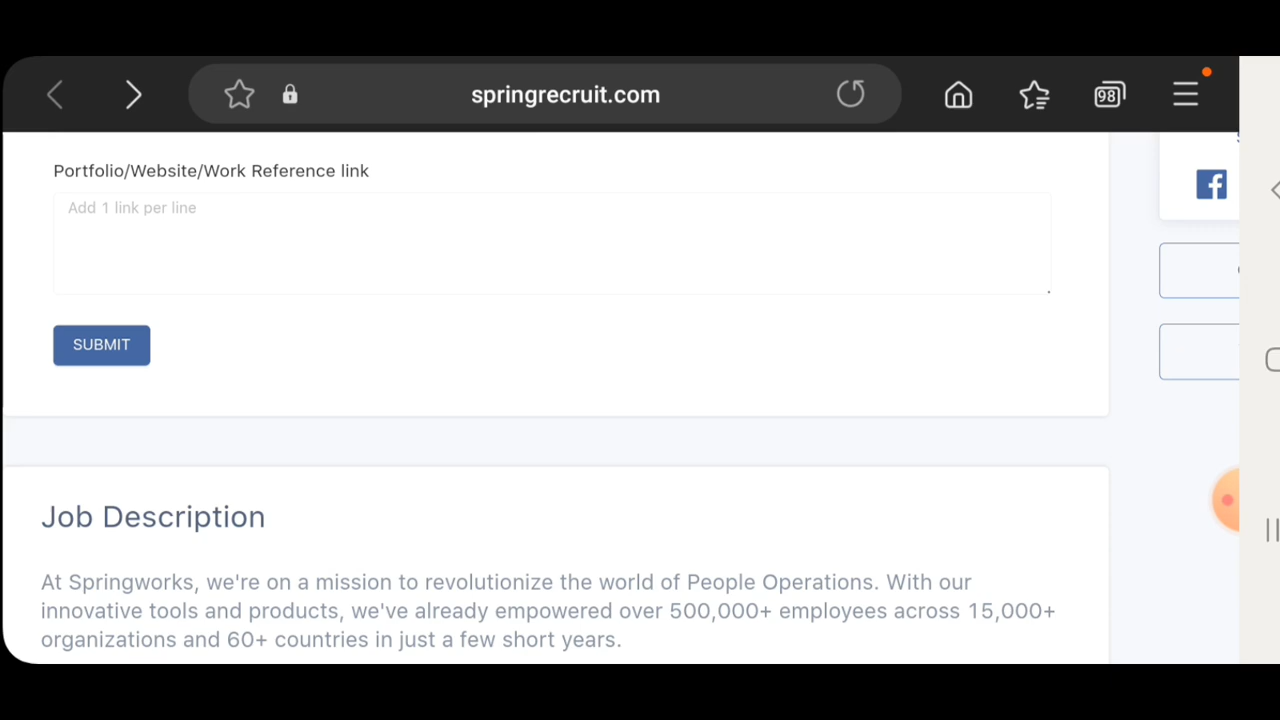 springrecruit.com
98
Portfolio/Website/Work Reference link
Add 1 link per line
SUBMIT
Job Description
At Springworks, we're on a mission to revolutionize the world of People Operations. With our
innovative tools and products, we've already empowered over 500,000+ employees across 15,000+
organizations and 60+ countries in just a few short years.